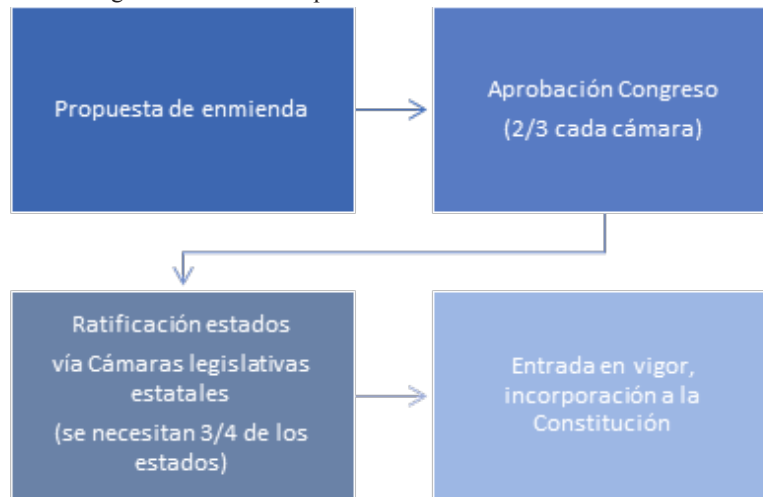 Propuesta de enmienda
Aprobación Congreso
(2/3 cada cámara)
Ratificación estados
vía Cámaras legislativas
estatales
(se necesitan 3/4 de los
estados)
Entrada en vigor,
incorporación a la
Constitución